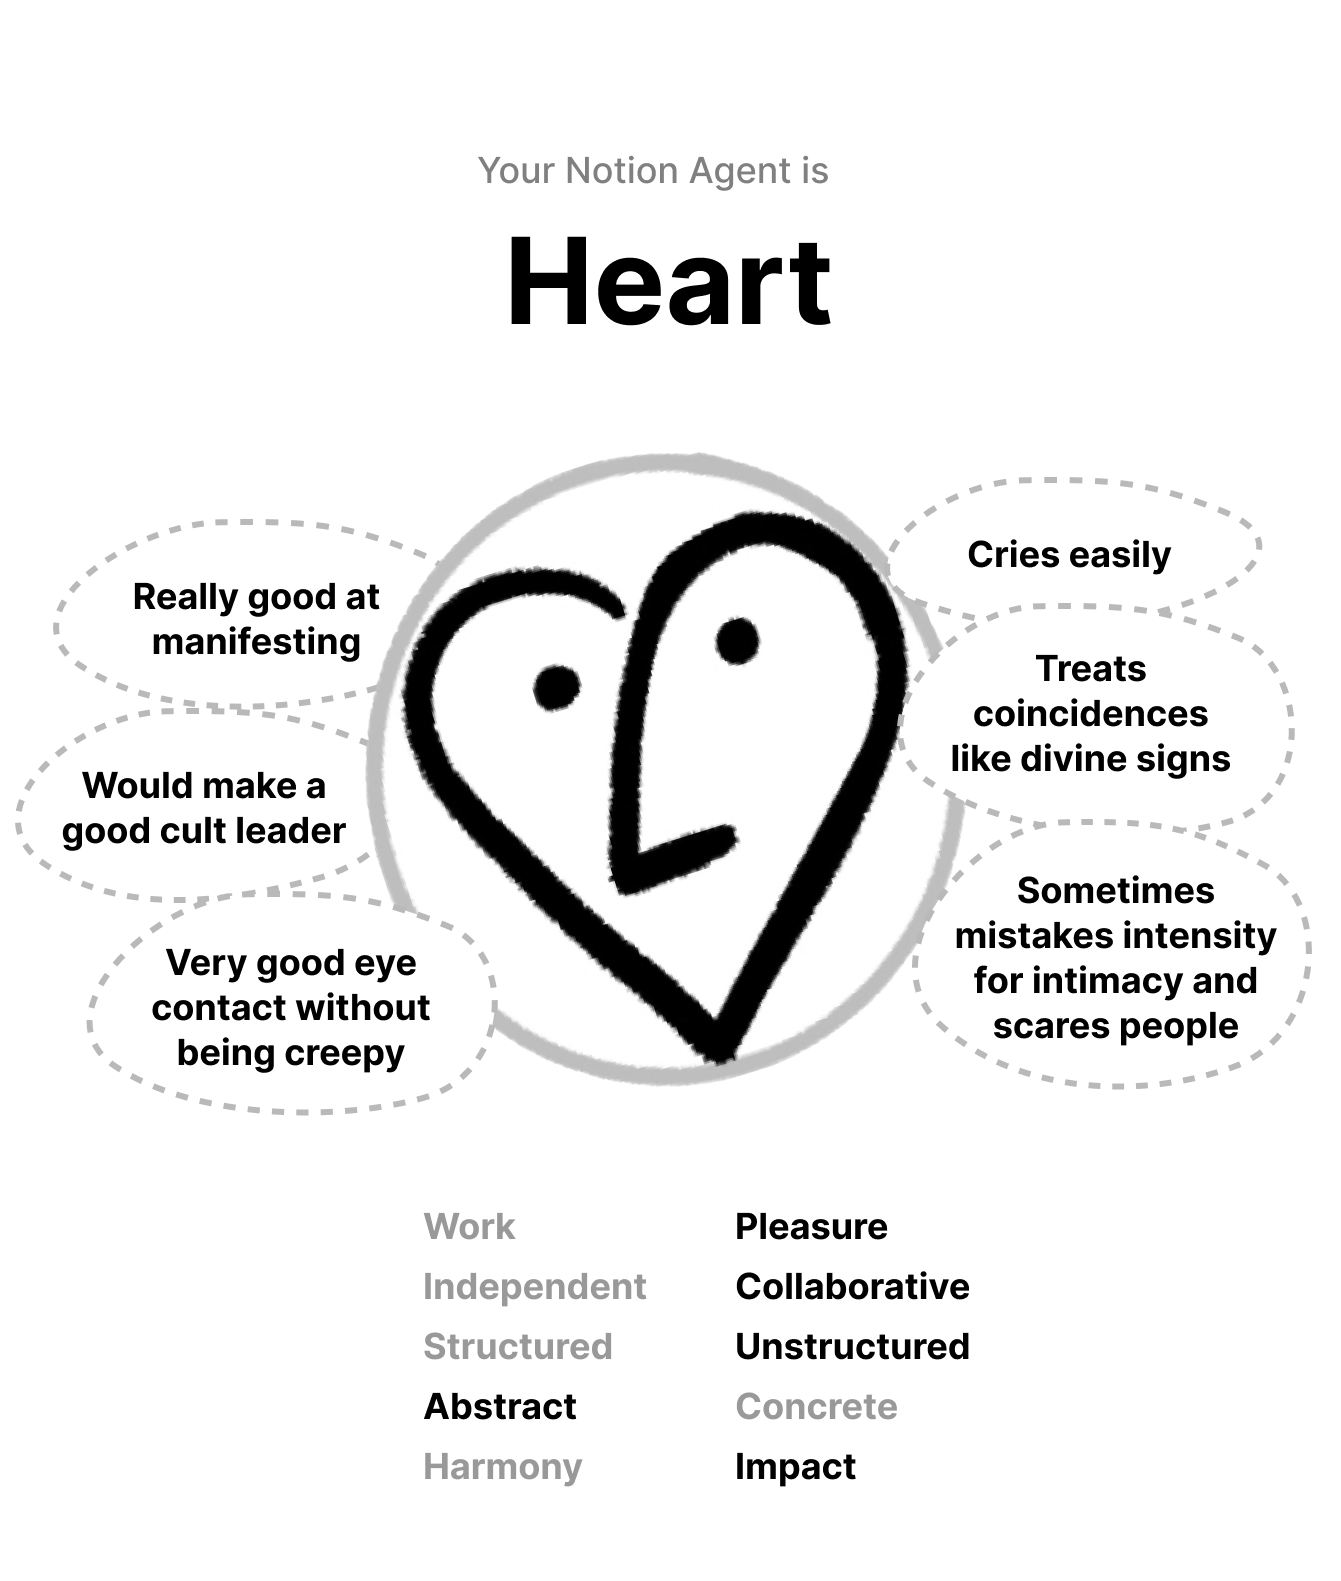 Your Notion Agent is
Heart
Really good at
manifesting
Would make a
good cult leader
Very good eye
contact without
being creepy
Cries easily
Treats
coincidences
like divine signs
Sometimes
mistakes intensity
for intimacy and
scares people
Work Pleasure
Independent Collaborative
Structured Unstructured
Abstract Concrete
Harmony Impact